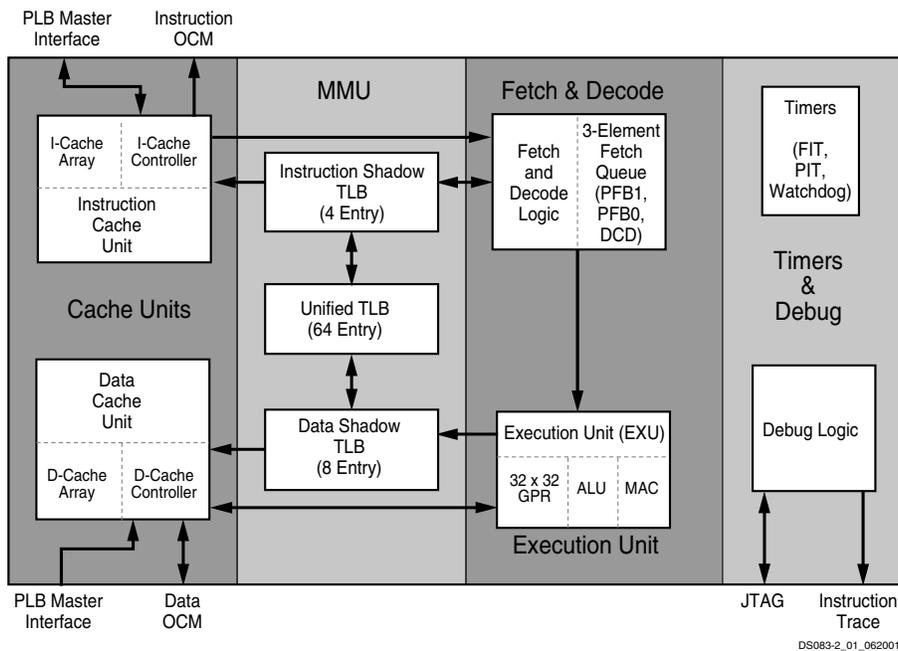 PLB Master
Interface
Instruction
OCM
MMU
Fetch & Decode
I-Cache
Array
I-Cache
Controller
Instruction
Cache
Unit
Instruction Shadow
TLB
(4 Entry)
Fetch
and
Decode
Logic
3-Element
Fetch
Queue
(PFB1,
PFB0,
DCD)
Timers
(FIT,
PIT,
Watchdog)
Cache Units
Unified TLB
(64 Entry)
Timers
&
Debug
Data
Cache
Unit
D-Cache
Array
D-Cache
Controller
Data Shadow
TLB
(8 Entry)
Execution Unit (EXU)
32 x 32
GPR
ALU
MAC
Execution Unit
Debug Logic
PLB Master
Interface
Data
OCM
JTAG
Instruction
Trace
DS083-2_01_062001